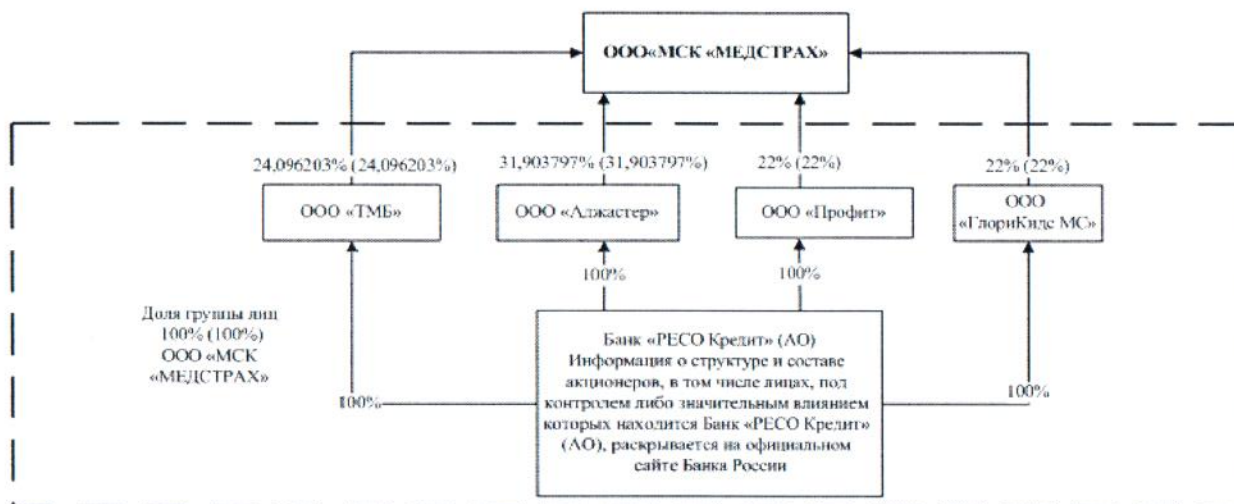 ООО«МСК «МЕДСТРАХ»
24,096203% (24,096203%)
31,903797% (31,903797%)
22% (22%)
22% (22%)
ООО «ТМБ»
ООО «Аджастер»
ООО «Профит»
ООО
«ГлориКидс МС»
100%
100%
Доля группы лиц
100% (100%)
ООО «МСК
«МЕДСТРАХ»
100%
Банк «РЕСО Кредит» (АО)
Информация о структуре и составе
акционеров, в том числе лицах, под
контролем либо значительным влиянием
которых находится Банк «РЕСО Кредит»
(АО), раскрывается на официальном
сайте Банка России
100%